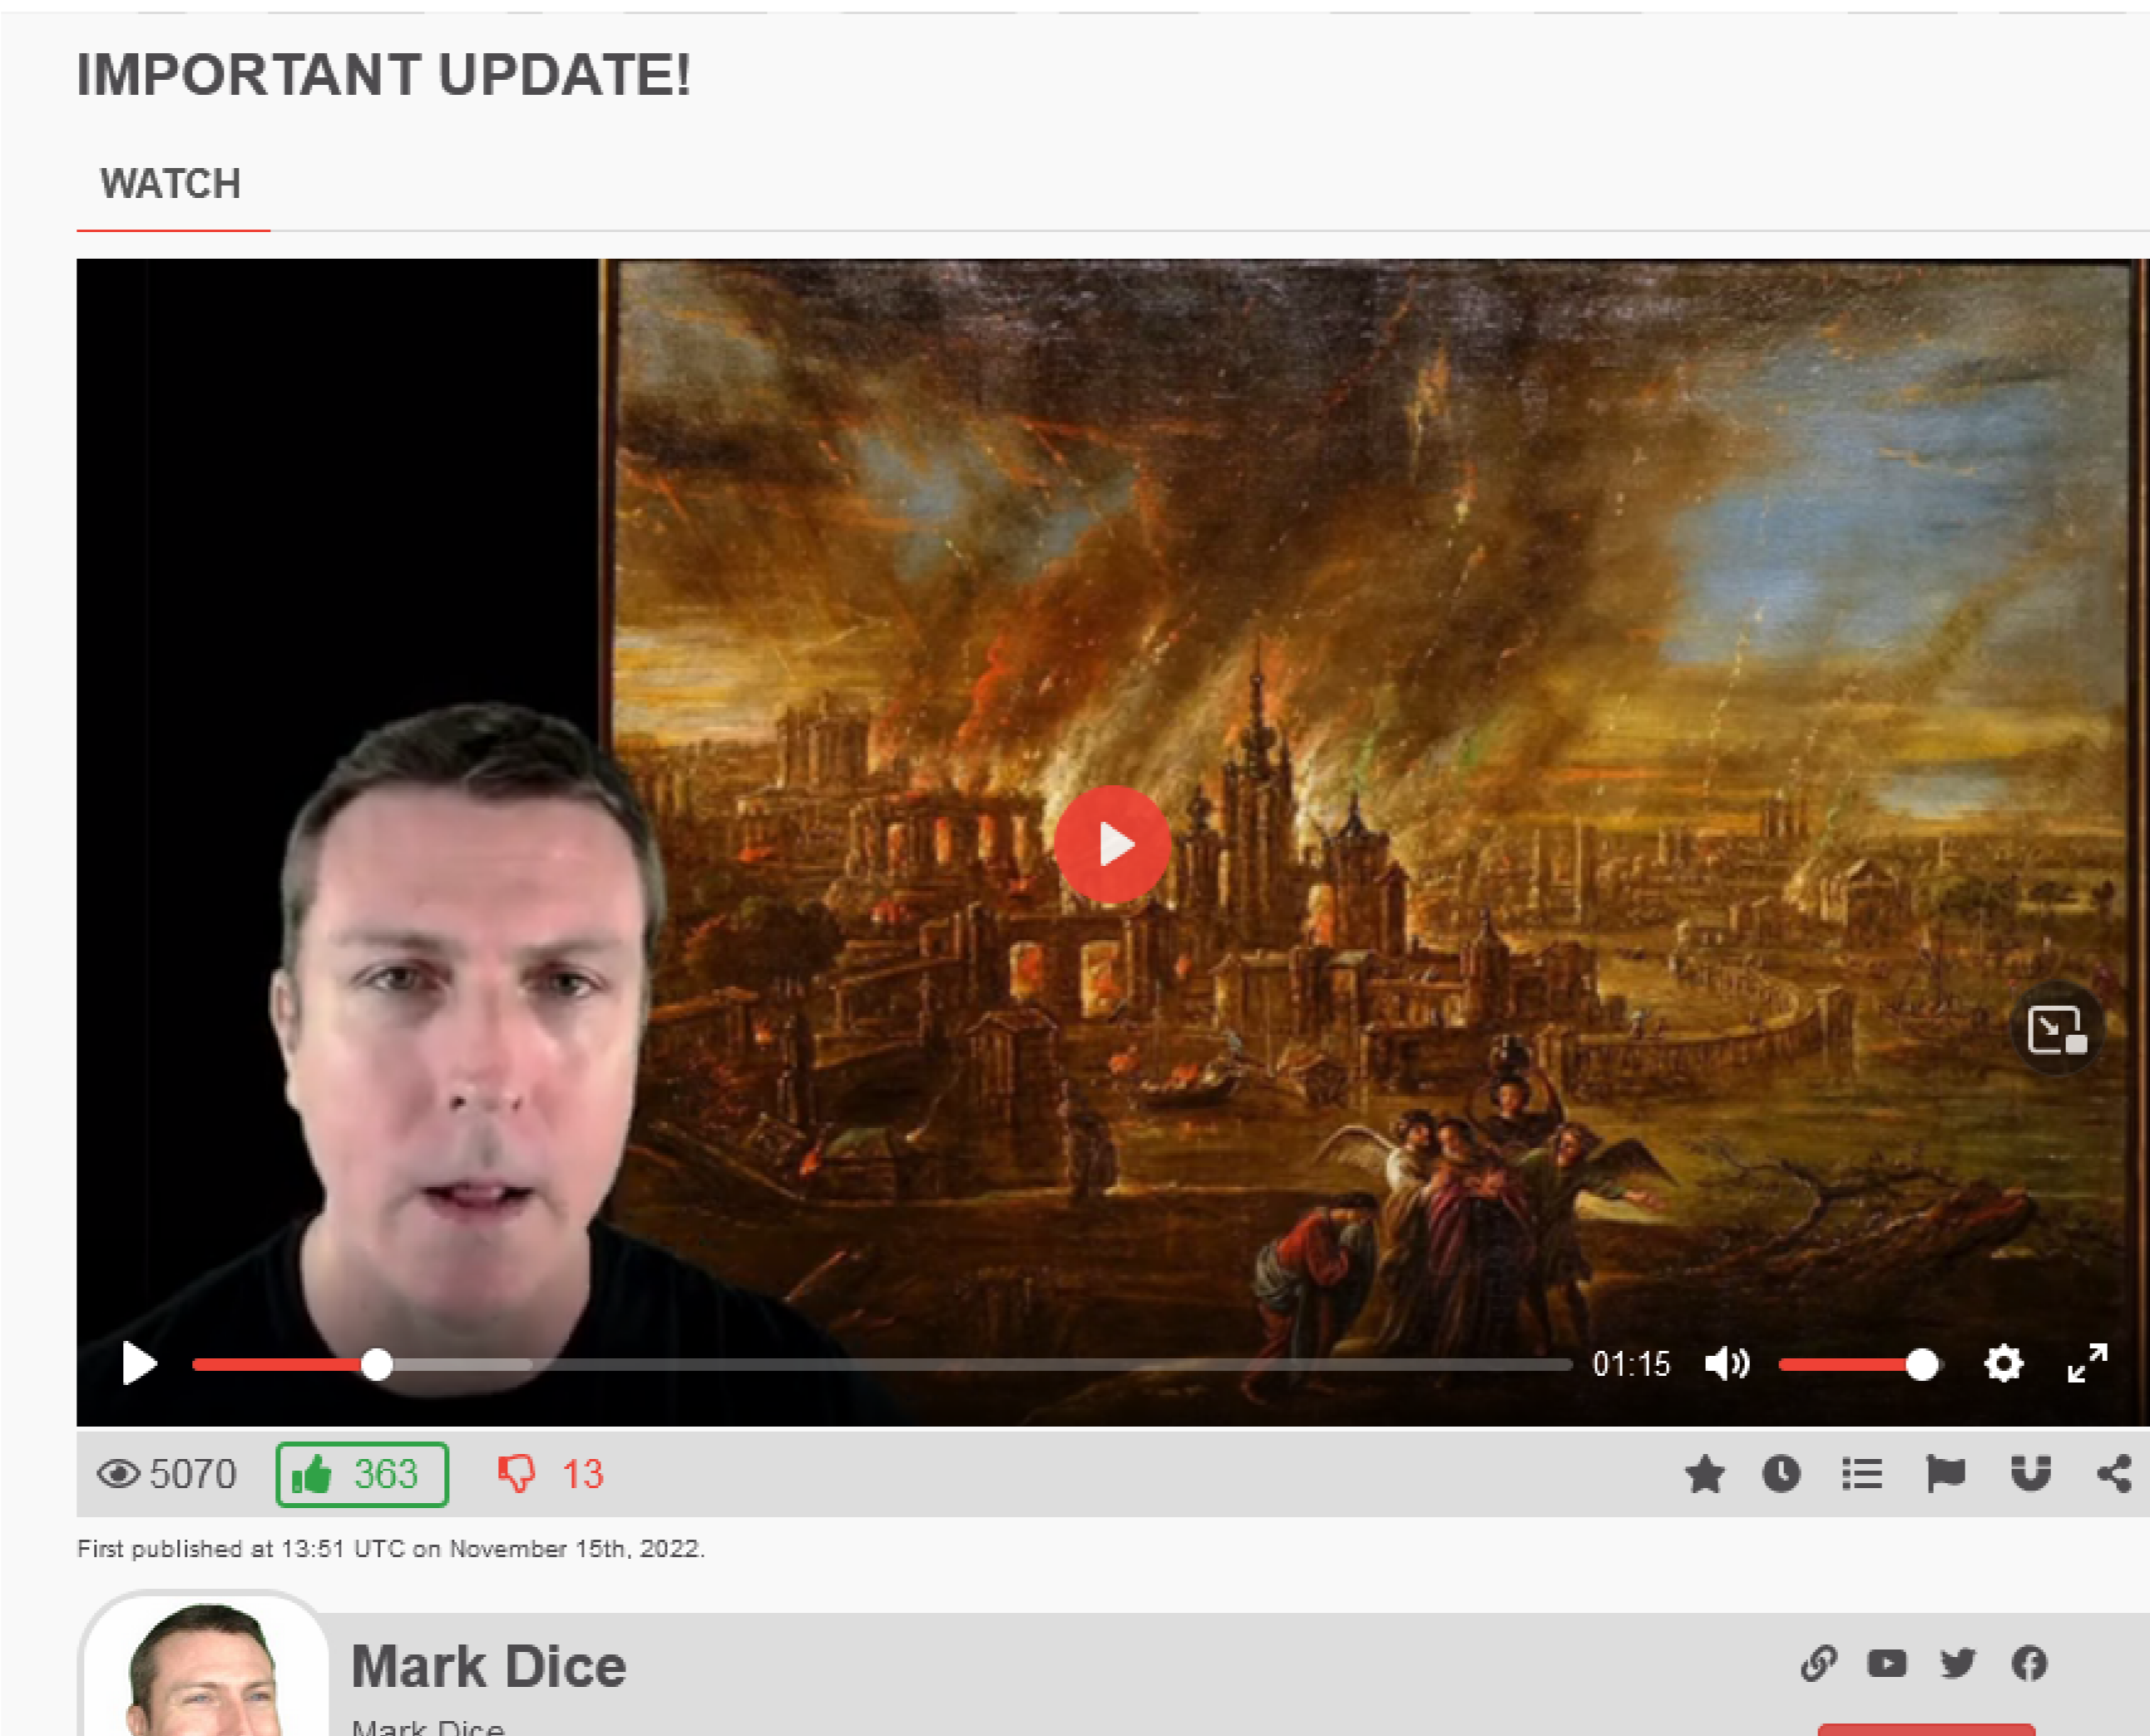 IMPORTANT UPDATE!
WATCH
01:15
5070 363 13
First published at 13:51 UTC on November 15th, 2022.
Mark Dice
Mark Dice